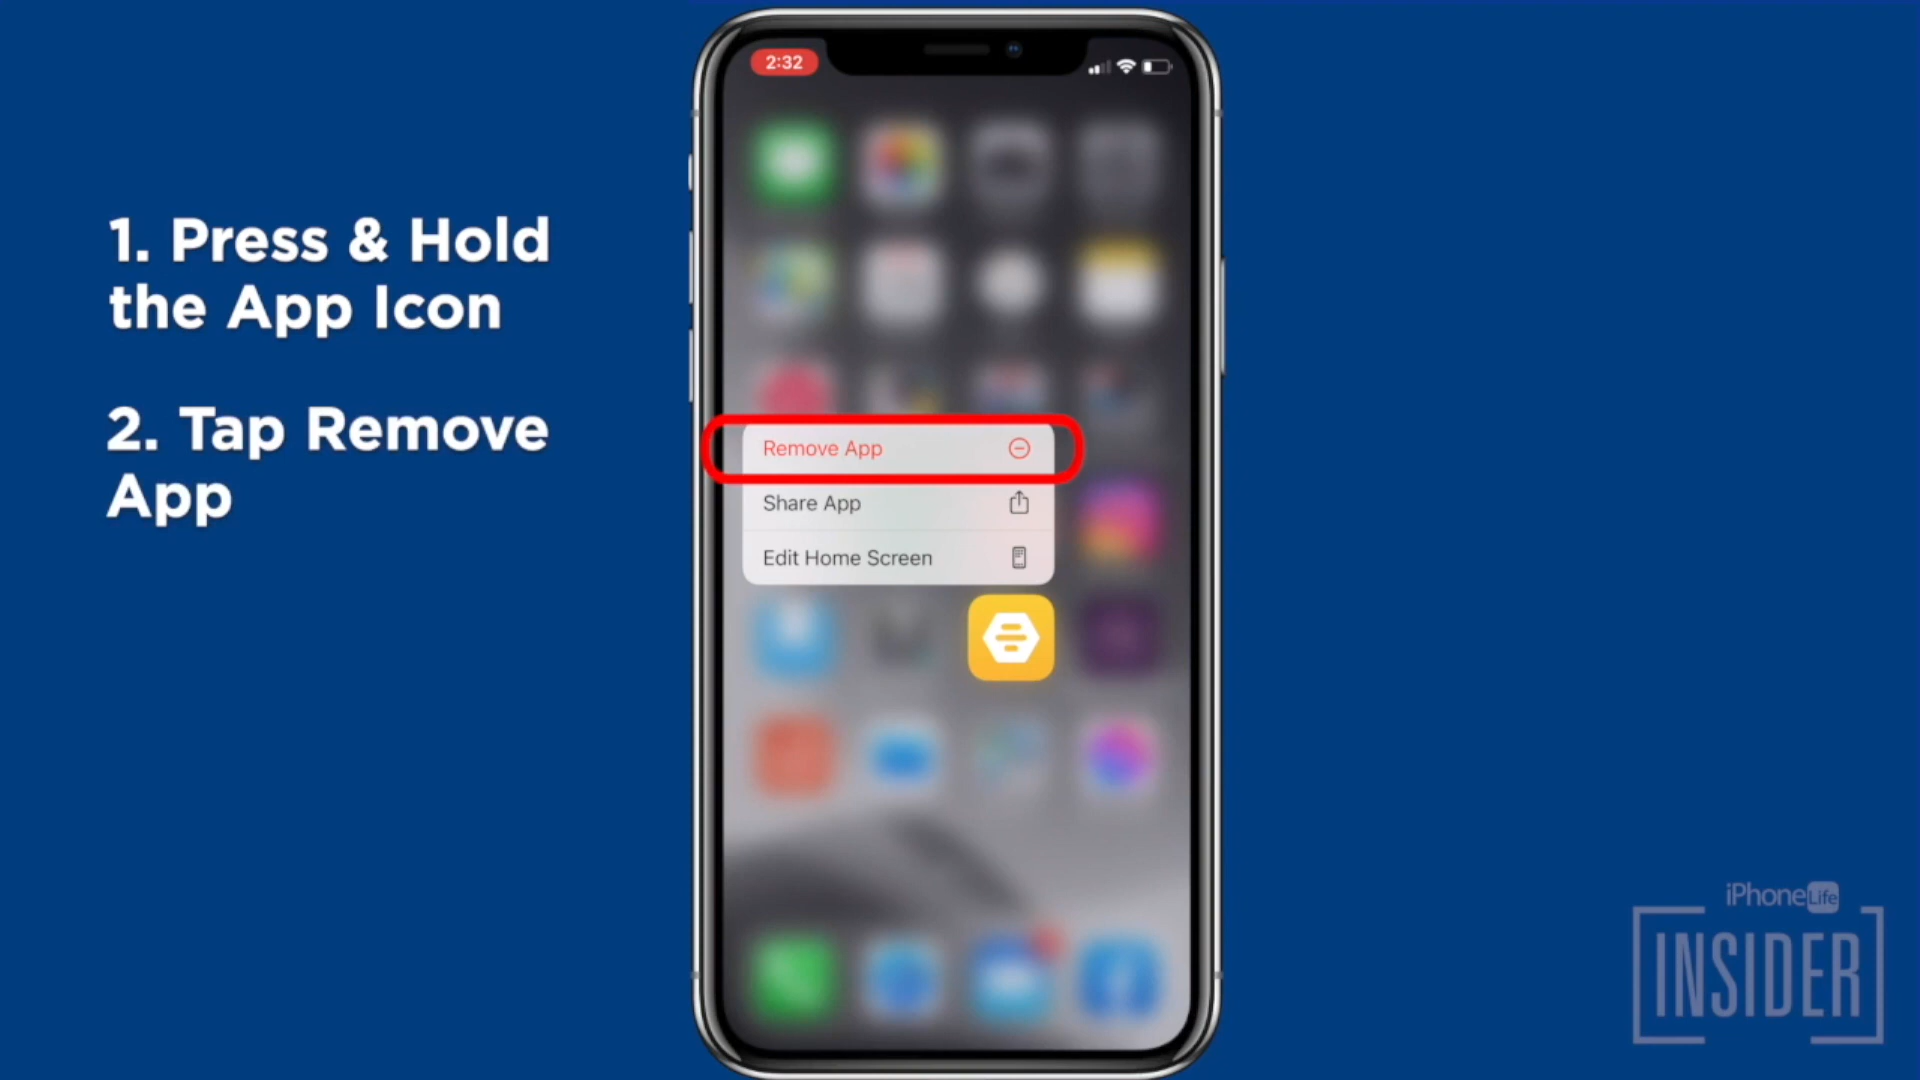 1. Press & Hold
the App Icon
2. Tap Remove
App
2:32
Remove App
Share App
Edit Home Screen
iPhoneLife
INSIDER